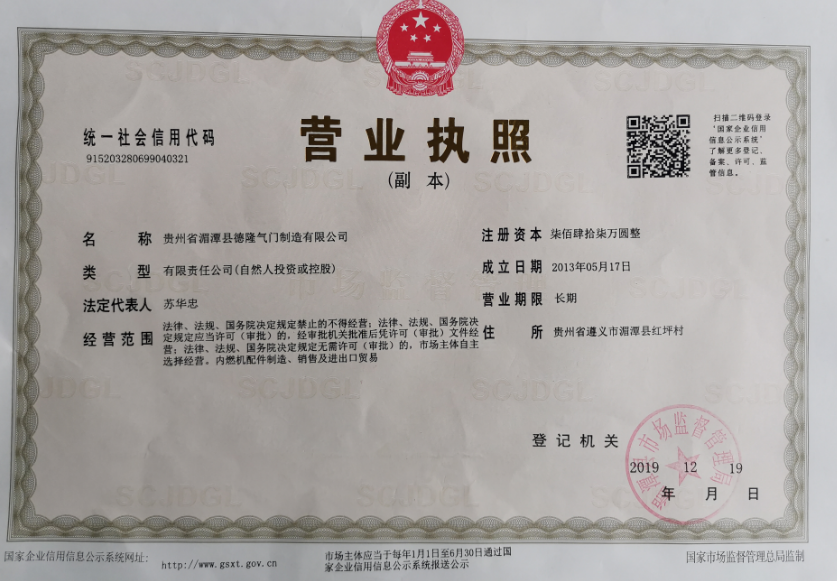 统一社会信用代码
915203280699040321
营业执照
(副 本)
扫描二维码登录
‘国家企业信用
信息公示系统’
了解更多登记、
备案、许可、监
管信息。
名 称 贵州省湄潭县德隆气门制造有限公司
类 型 有限责任公司(自然人投资或控股)
法定代表人 苏华忠
经营范围 法律、法规、国务院决定规定禁止的不得经营；法律、法规、国务院决
定规定应当许可（审批）的，经审批机关批准后凭许可（审批）文件经
营；法律、法规、国务院决定规定无需许可（审批）的，市场主体自主
选择经营。内燃机配件制造、销售及进出口贸易
注册资本 柒佰肆拾柒万圆整
成立日期 2013年05月17日
营业期限 长期
住 所 贵州省遵义市湄潭县红坪村
登记机关
湄潭县市场监督管理局
2019 12 19
年 月 日
国家企业信用信息公示系统网址：
http://www.gsxt.gov.cn
市场主体应当于每年1月1日至6月30日通过国
家企业信用信息公示系统报送公示
国家市场监督管理总局监制
SCJDGL